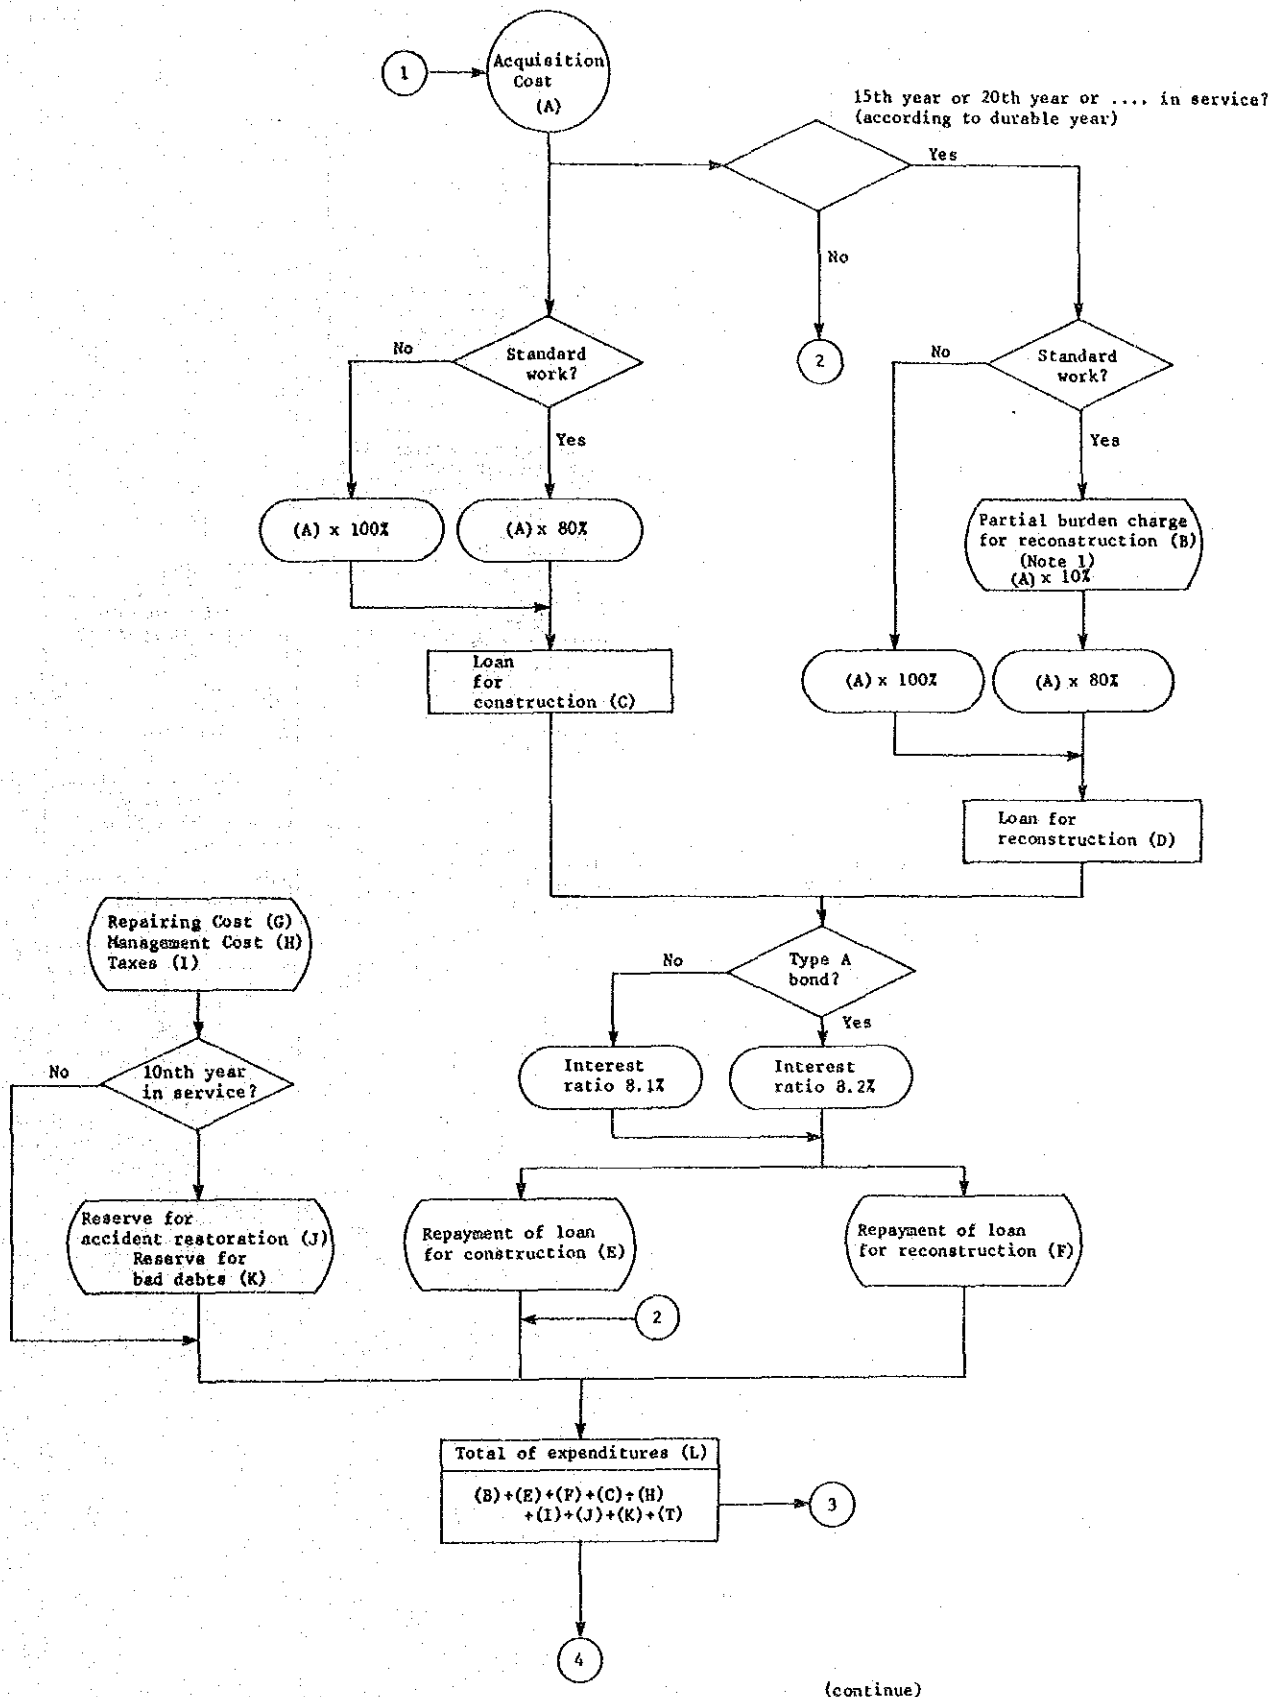 1
Acquisition
Cost
(A)
15th year or 20th year or .... in service?
(according to durable year)
Yes
No
2
No
Standard
work?
Yes
No
Standard
work?
Yes
(A) x 100%
(A) x 80%
Partial burden charge
for reconstruction (B)
(Note 1)
(A) x 10%
Loan
for
construction (C)
(A) x 100%
(A) x 80%
Loan for
reconstruction (D)
Repairing Cost (G)
Management Cost (H)
Taxes (I)
No
Type A
bond?
Yes
No
10nth year
in service?
Interest
ratio 8.1%
Interest
ratio 8.2%
Reserve for
accident restoration (J)
Reserve for
bad debts (K)
Repayment of loan
for construction (E)
Repayment of loan
for reconstruction (F)
2
Total of expenditures (L)
(B)+(E)+(F)+(C)+(H)
+(I)+(J)+(K)+(T)
3
4
(continue)